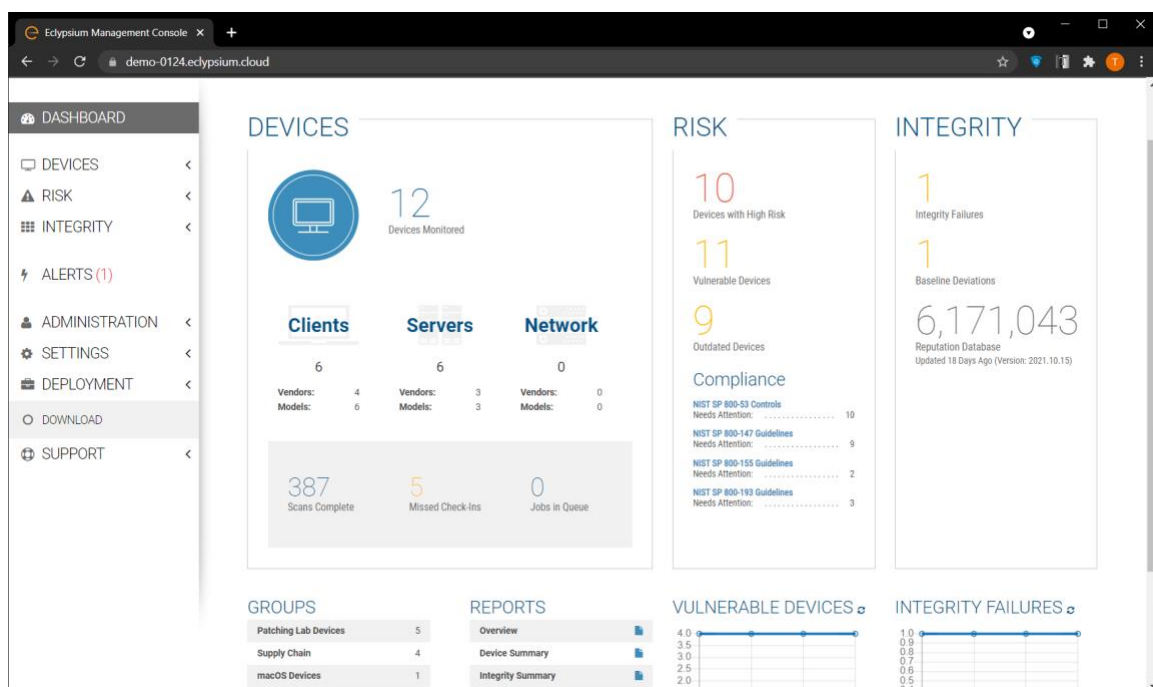 Eclypsium Management Console
demo-0124.eclypsium.cloud
T
DASHBOARD
DEVICES
RISK
INTEGRITY
ALERTS (1)
ADMINISTRATION
SETTINGS
DEPLOYMENT
DOWNLOAD
SUPPORT
DEVICES
12
Devices Monitored
Clients
6
Vendors: 4
Models: 6
Servers
6
Vendors: 3
Models: 3
Network
0
Vendors: 0
Models: 0
387
Scans Complete
5
Missed Check-Ins
0
Jobs in Queue
RISK
10
Devices with High Risk
11
Vulnerable Devices
9
Outdated Devices
Compliance
NIST SP 800-53 Controls
Needs Attention: ................ 10
NIST SP 800-147 Guidelines
Needs Attention: ................ 9
NIST SP 800-155 Guidelines
Needs Attention: ................ 2
NIST SP 800-193 Guidelines
Needs Attention: ................ 3
INTEGRITY
1
Integrity Failures
1
Baseline Deviations
6,171,043
Reputation Database
Updated 18 Days Ago (Version: 2021.10.15)
GROUPS
Patching Lab Devices 5
Supply Chain 4
macOS Devices 1
REPORTS
Overview
Device Summary
Integrity Summary
VULNERABLE DEVICES
4.0
3.5
3.0
2.5
2.0
INTEGRITY FAILURES
1.0
0.9
0.8
0.7
0.6
0.5